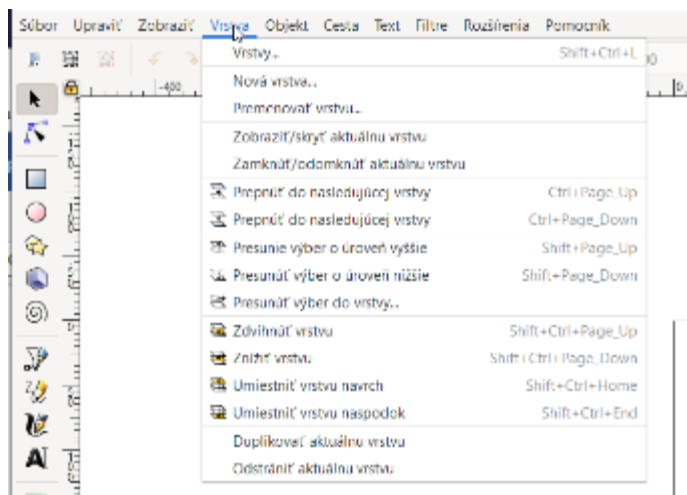 Súbor Upraviť Zobraziť Vrstva Objekt Cesta Text Filtre Rozšírenia Pomocník
Vrstvy... Shift+Ctrl+L
Nová vrstva...
-400
Premenovať vrstvu...
Zobraziť/skryť aktuálnu vrstvu
Zamknúť/odomknúť aktuálnu vrstvu
Prepnúť do nasledujúcej vrstvy Ctrl+Page_Up
Prepnúť do nasledujúcej vrstvy Ctrl+Page_Down
Presunie výber o úroveň vyššie Shift+Page_Up
Presunúť výber o úroveň nižšie Shift+Page_Down
Presunúť výber do vrstvy...
Zdvihnúť vrstvu Shift+Ctrl+Page_Up
Znížiť vrstvu Shift+Ctrl+Page_Down
Umiestniť vrstvu navrch Shift+Ctrl+Home
Umiestniť vrstvu naspodok Shift+Ctrl+End
Duplikovať aktuálnu vrstvu
Odstrániť aktuálnu vrstvu